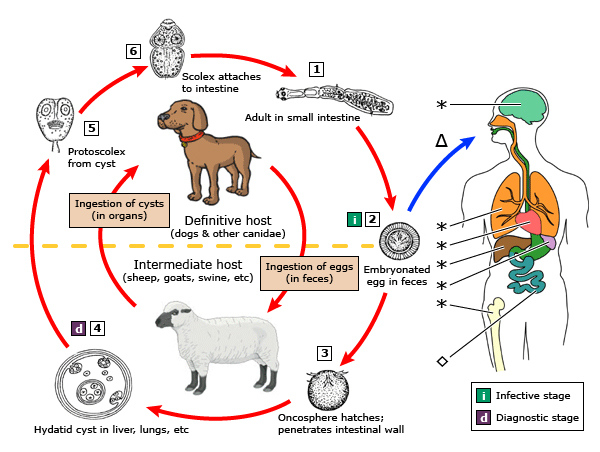 6
Scolex attaches
to intestine
1
Adult in small intestine
5
Protoscolex
from cyst
*
Δ
Ingestion of cysts
(in organs)
Definitive host
(dogs & other canidae)
i 2
Embryonated
egg in feces
*
*
*
*
*
Intermediate host
(sheep, goats, swine, etc)
Ingestion of eggs
(in feces)
d 4
3
◇
Hydatid cyst in liver, lungs, etc
Oncosphere hatches;
penetrates intestinal wall
i Infective stage
d Diagnostic stage